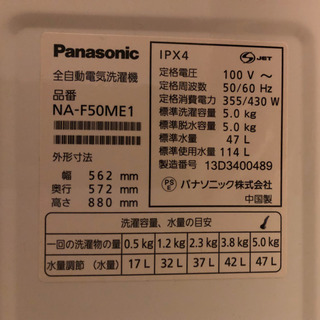 Panasonic
全自動電気洗濯機
品番
NA-F50ME1
外形寸法
幅 562 mm
奥行 572 mm
高さ 880 mm
IPX4
JET
定格電圧 100 V ～
定格周波数 50/60 Hz
定格消費電力 355/430 W
標準洗濯容量 5.0 kg
標準脱水容量 5.0 kg
標準水量 47 L
標準使用水量 114 L
製造番号 13D3400489
PS E パナソニック株式会社
中国製
洗濯容量、水量の目安
一回の洗濯物の量 0.5 kg 1.2 kg 2.3 kg 3.8 kg 5.0 kg
水量調節 (水量) 17 L 32 L 37 L 42 L 47 L